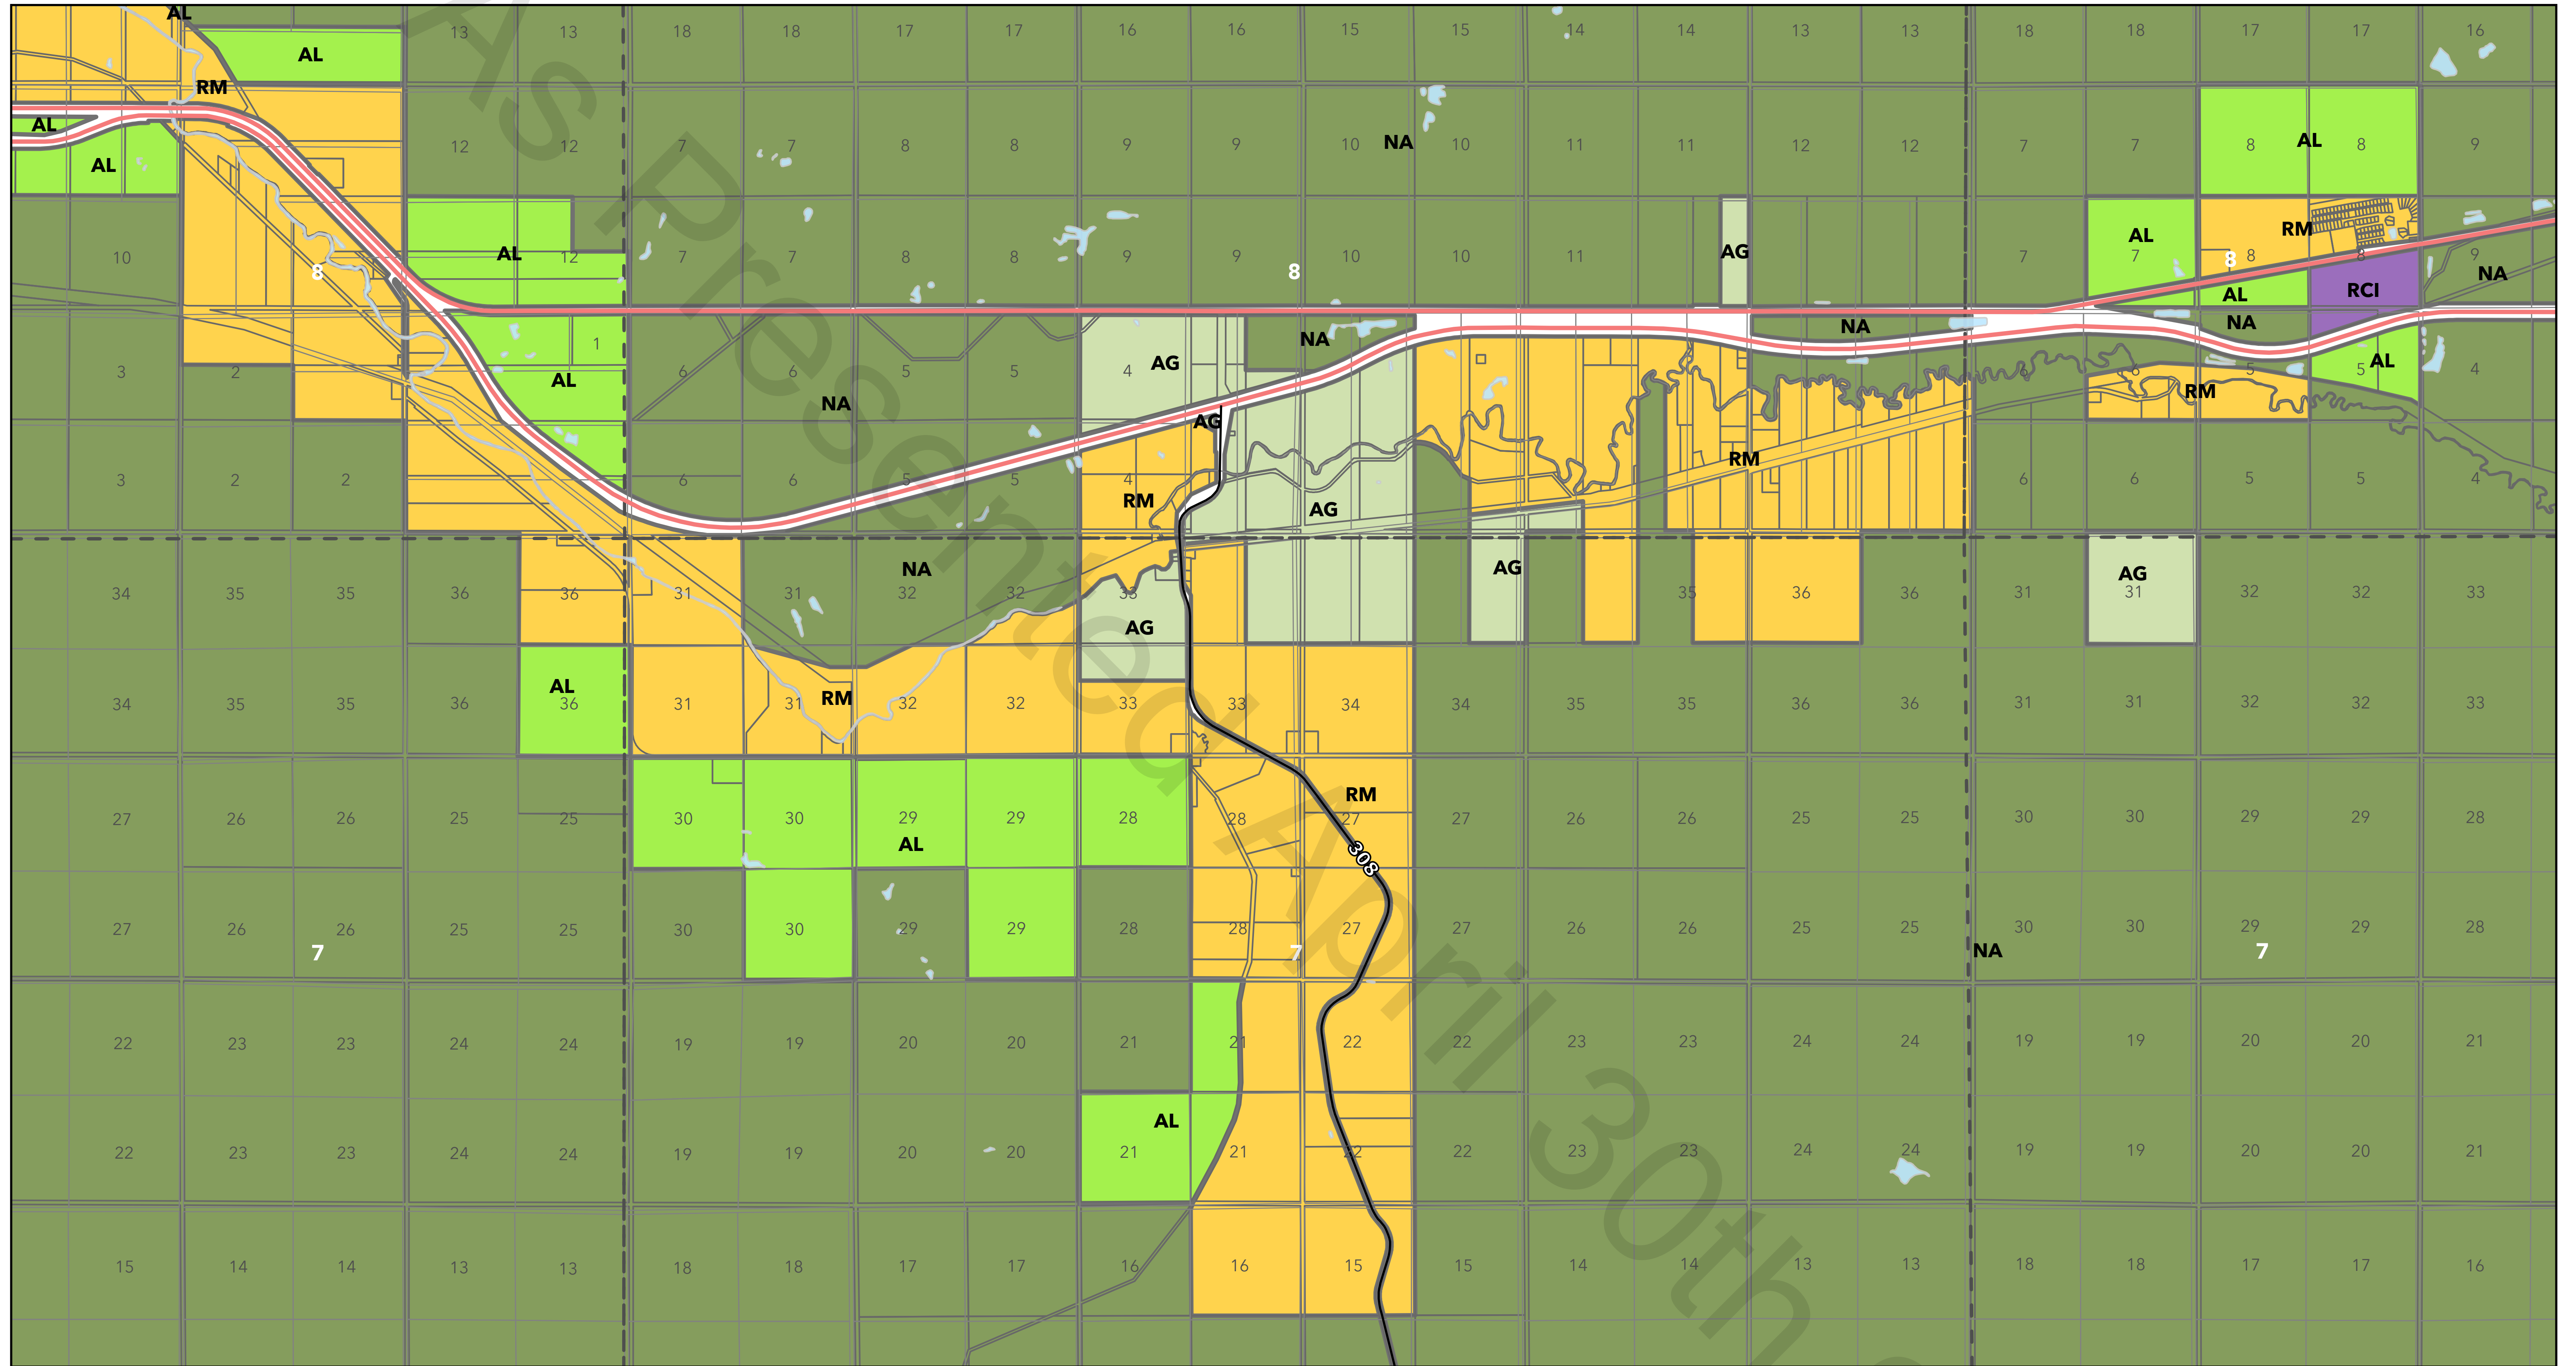 AL
13 13 18 18 17 17 16 16 15 15 14 14 13 13 18 18 17 17 16
AL
RM
AL
12 12 7 7 8 8 9 9 10 NA 10 11 11 12 12 7 7 8 AL 8 9
AL
10 AL 12 7 7 8 8 9 9 10 10 11 AG 7 AL 7 RM 8 8 9
8 8 8 NA
AL RCI
1 NA NA NA
3 2 AL 6 6 5 5 4 AG 6 6 5 5 AL 4
NA RM
AG
3 2 2 6 6 5 5 4 RM 6 6 5 5 4
RM AG
34 35 35 36 36 31 31 NA 32 32 33 AG 35 36 36 31 AG 31 32 32 33
AG
34 35 35 36 AL 36 31 31 RM 32 32 33 33 34 34 35 35 36 36 31 31 32 32 33
RM
27 26 26 25 25 30 30 29 29 28 28 27 27 26 26 25 25 30 30 29 29 28
AL
308
27 26 26 25 25 30 30 29 29 28 28 27 27 26 26 25 25 30 30 29 29 28
7 7 NA 7
22 23 23 24 24 19 19 20 20 21 21 22 22 23 23 24 24 19 19 20 20 21
AL
22 23 23 24 24 19 19 20 20 21 21 22 22 23 23 24 24 19 19 20 20 21
15 14 14 13 13 18 18 17 17 16 16 15 15 14 14 13 13 18 18 17 17 16
As Presented April 30th